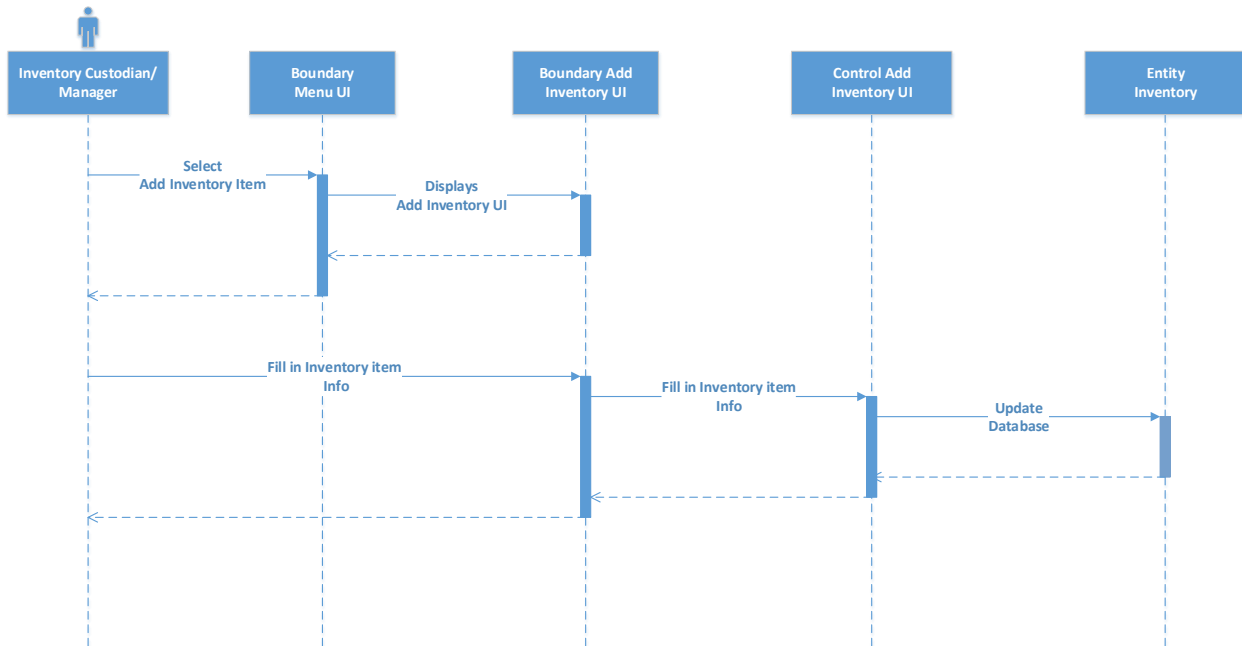 Inventory Custodian/
Manager
Boundary
Menu UI
Boundary Add
Inventory UI
Control Add
Inventory UI
Entity
Inventory
Select
Add Inventory Item
Displays
Add Inventory UI
Fill in Inventory item
Info
Fill in Inventory item
Info
Update
Database